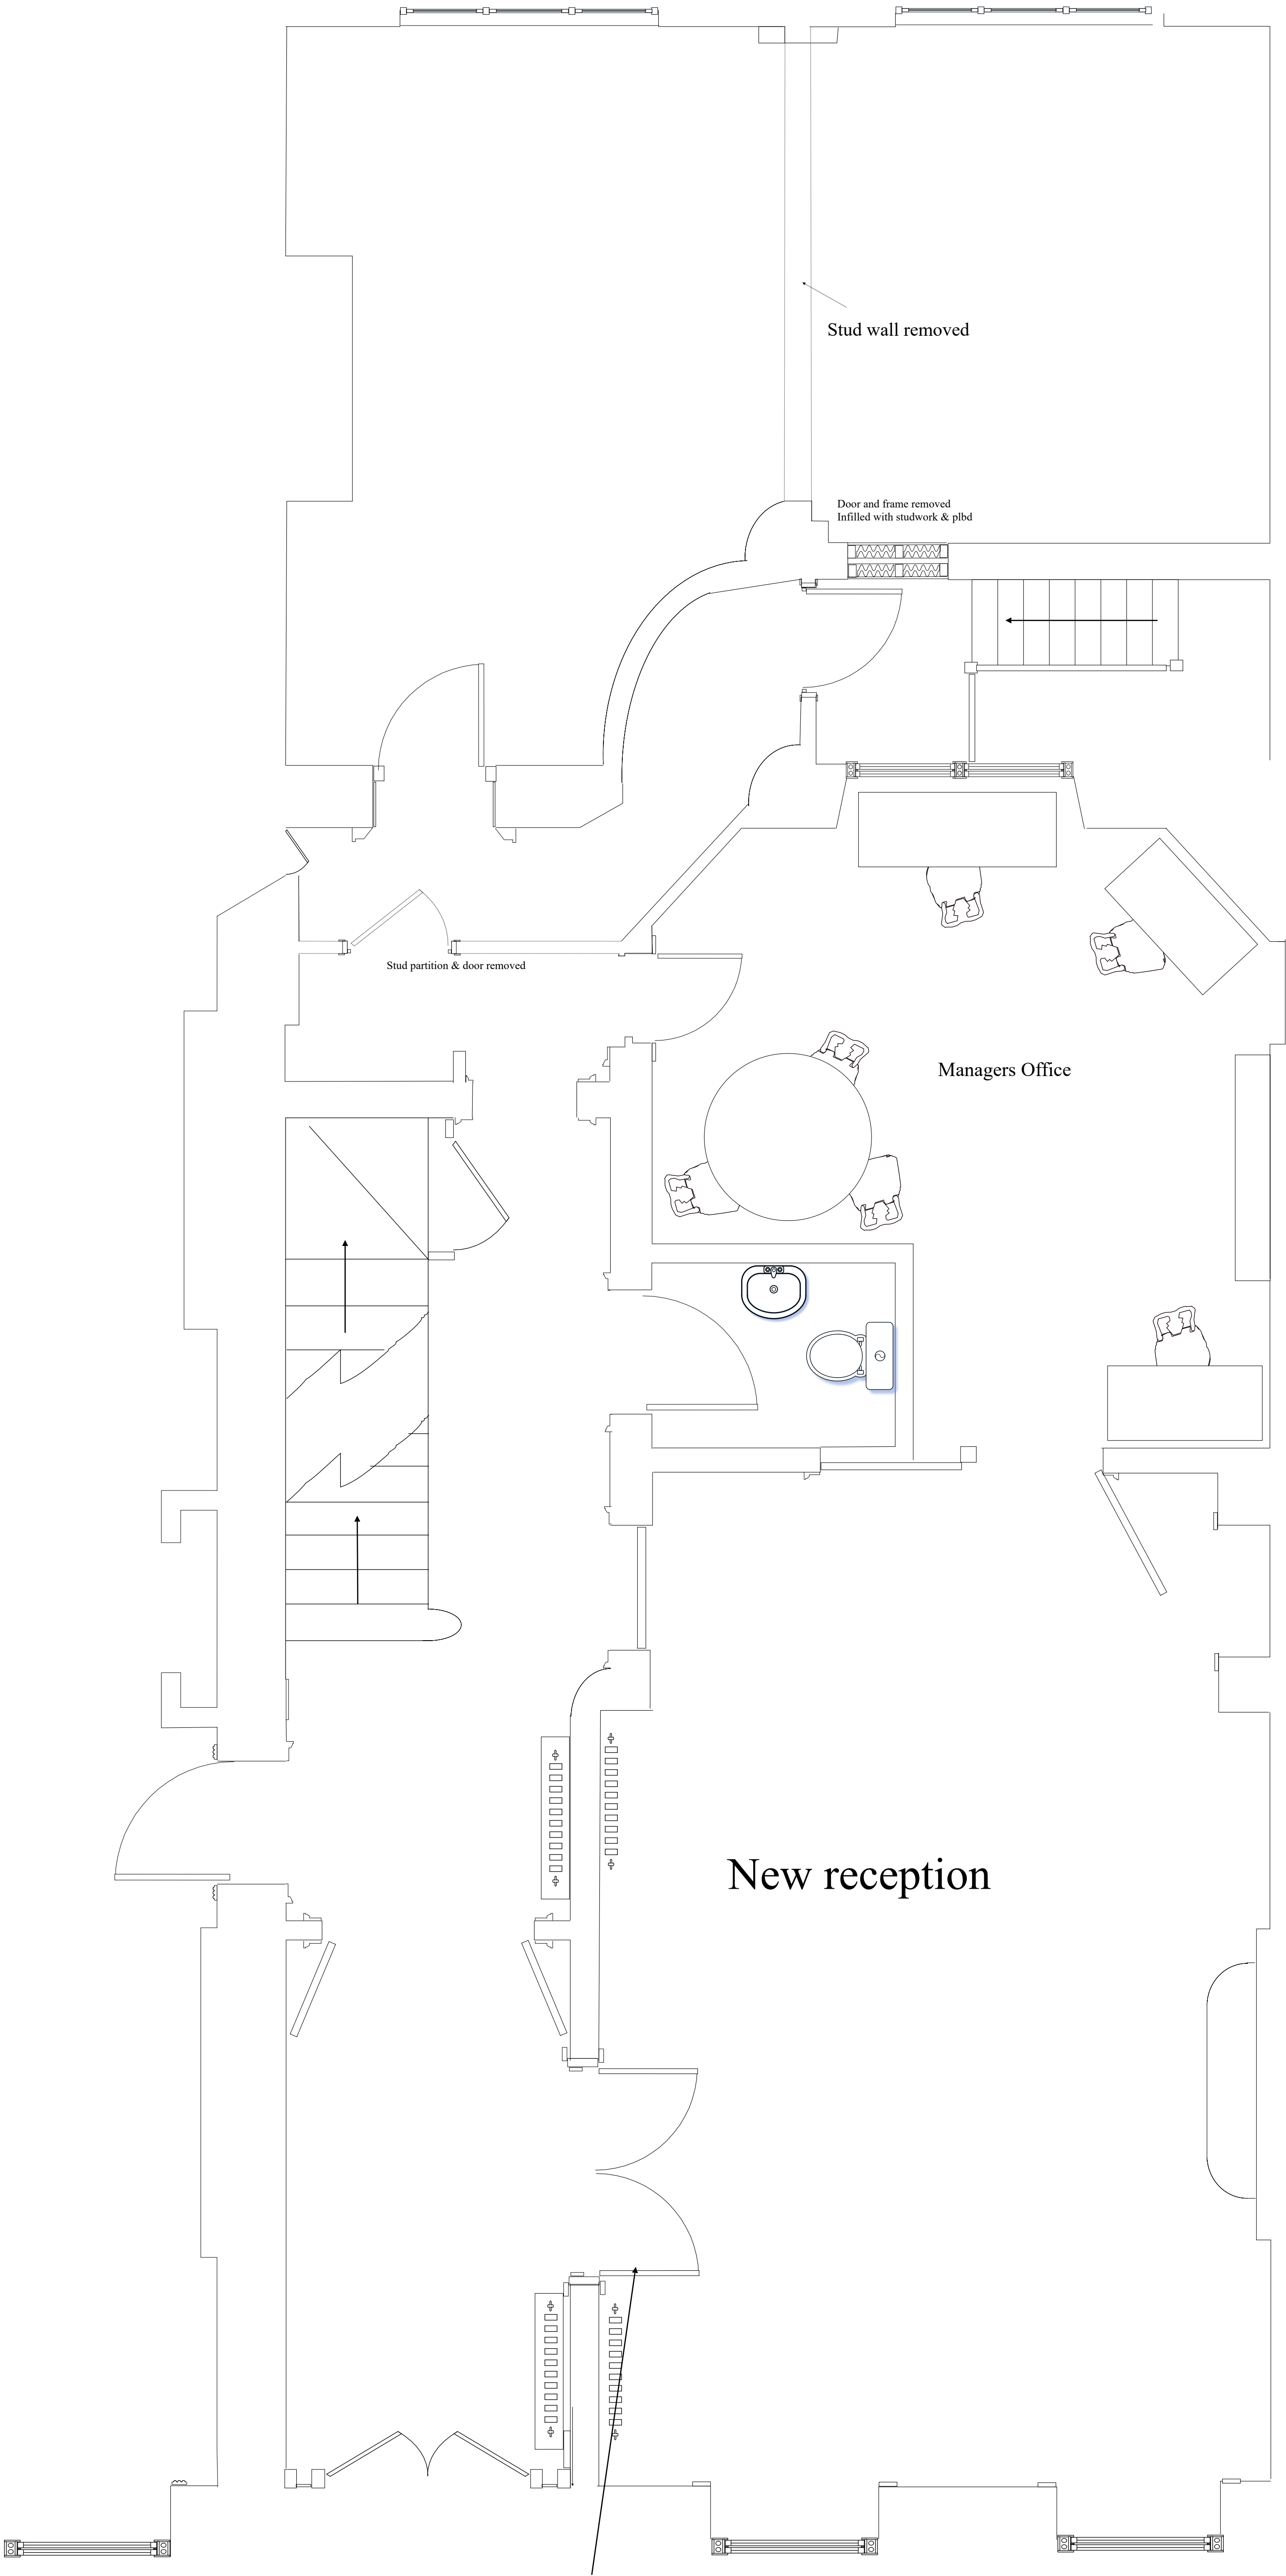 Stud wall removed
Door and frame removed
Infilled with studwork & plbd
Stud partition & door removed
Managers Office
New reception